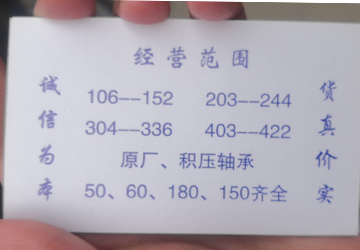 经营范围
诚信为本
106--152 203--244
304--336 403--422
原厂、积压轴承
50、60、180、150齐全
货真价实